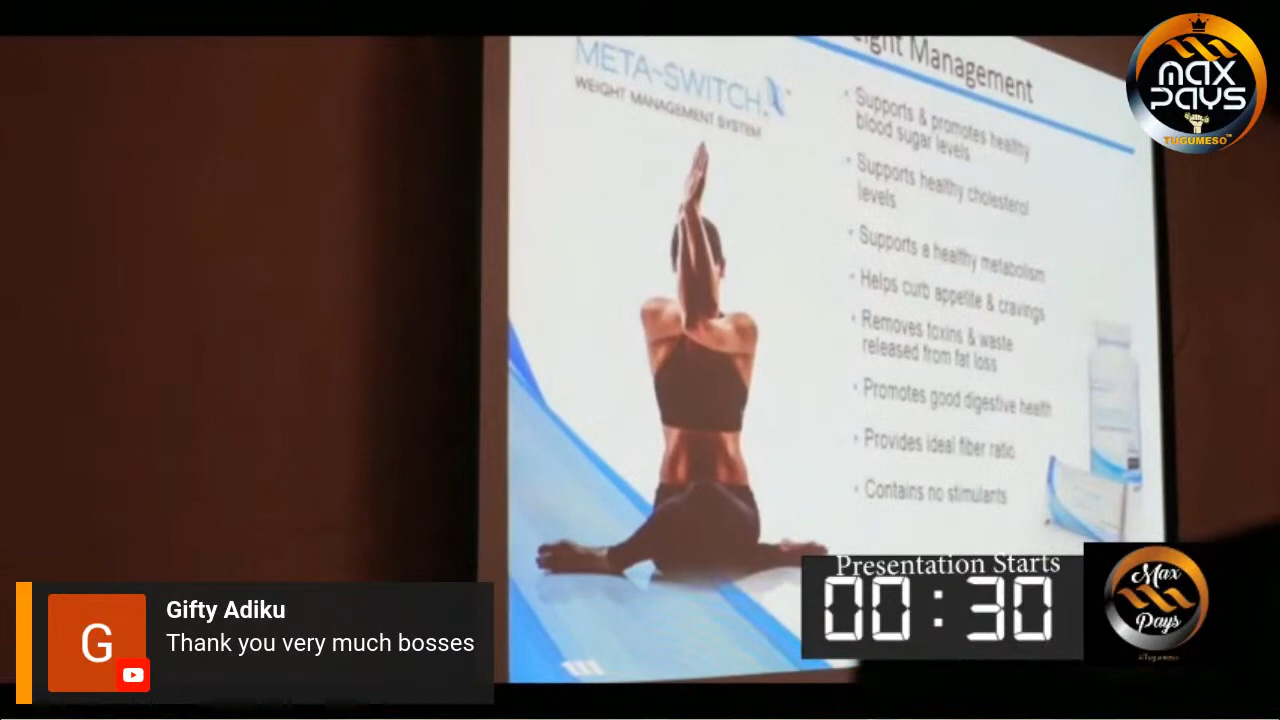 META-SWITCH
WEIGHT MANAGEMENT SYSTEM
Weight Management
Supports & promotes healthy
blood sugar levels
Supports healthy cholesterol
levels
Supports a healthy metabolism
Helps curb appetite & cravings
Removes toxins & waste
released from fat loss
Promotes good digestive health
Provides ideal fiber ratio
Contains no stimulants
max
pays
TUGUMESO™
Presentation Starts
00:30
Max
Pays
G
Gifty Adiku
Thank you very much bosses